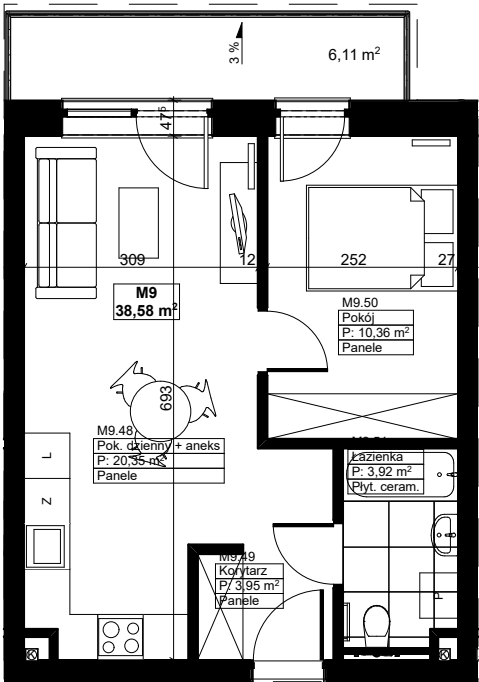 3 %
6,11 m²
47⁵
309
12
252
27
M9
38,58 m²
M9.50
Pokój
P: 10,36 m²
Panele
693
M9.48
Pok. dzienny + aneks
P: 20,35 m²
Panele
L
Z
Łazienka
P: 3,92 m²
Płyt. ceram.
M9.49
Korytarz
P: 3,95 m²
Panele
P